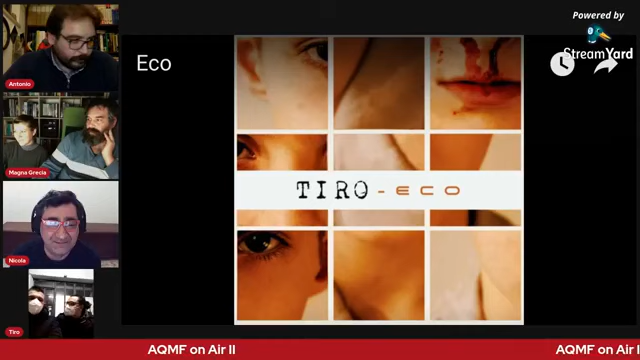 Powered by
StreamYard
Eco
Antonio
Magna Grecia
TIRO - ECO
Nicola
Tiro
AQMF on Air II
AQMF on Air I